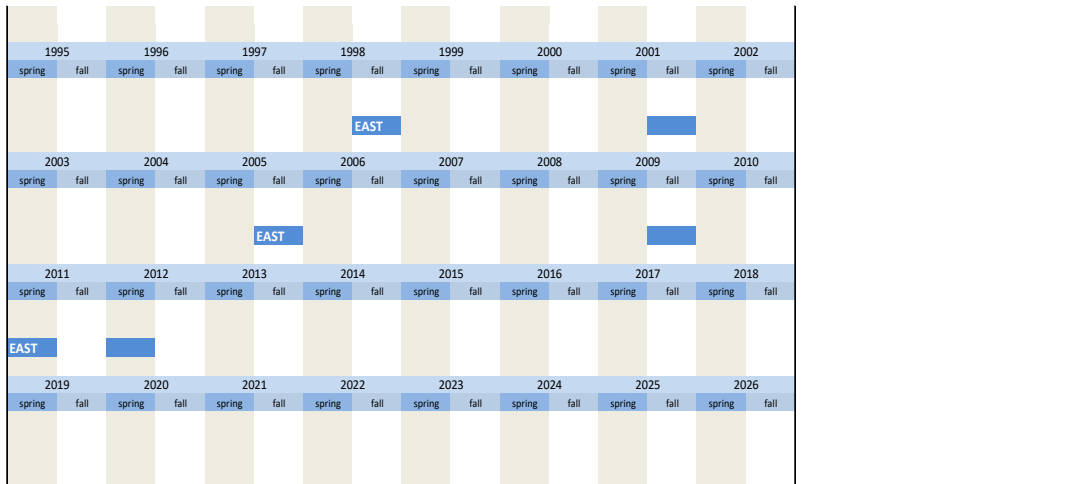 1995 1996 1997 1998 1999 2000 2001 2002
spring fall spring fall spring fall spring fall spring fall spring fall spring fall spring fall
EAST
2003 2004 2005 2006 2007 2008 2009 2010
spring fall spring fall spring fall spring fall spring fall spring fall spring fall spring fall
EAST
2011 2012 2013 2014 2015 2016 2017 2018
spring fall spring fall spring fall spring fall spring fall spring fall spring fall spring fall
EAST
2019 2020 2021 2022 2023 2024 2025 2026
spring fall spring fall spring fall spring fall spring fall spring fall spring fall spring fall